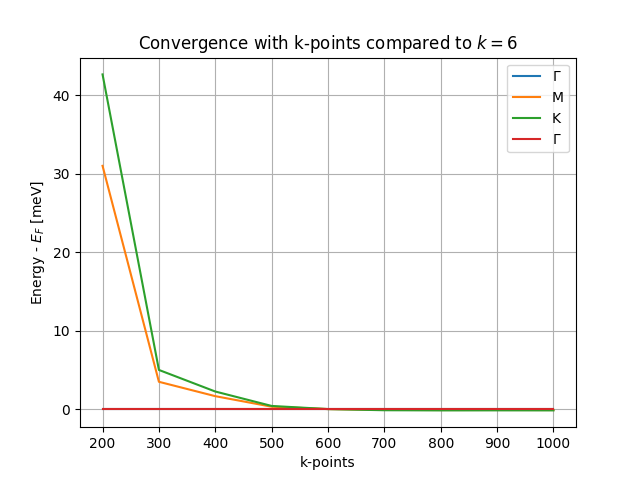 Convergence with k-points compared to k = 6
Γ
M
K
Γ
Energy - E_F [meV]
40
30
20
10
0
200 300 400 500 600 700 800 900 1000
k-points